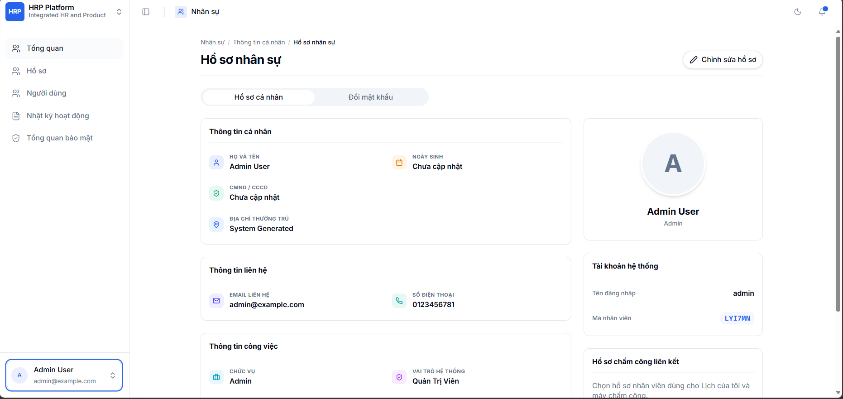 HRP
HRP Platform
Integrated HR and Product
Nhân sự
Tổng quan
Hồ sơ
Người dùng
Nhật ký hoạt động
Tổng quan bảo mật
A
Admin User
admin@example.com
Nhân sự / Thông tin cá nhân / Hồ sơ nhân sự
Hồ sơ nhân sự
Chỉnh sửa hồ sơ
Hồ sơ cá nhân
Đổi mật khẩu
Thông tin cá nhân
HỌ VÀ TÊN
Admin User
NGÀY SINH
Chưa cập nhật
CMND / CCCD
Chưa cập nhật
ĐỊA CHỈ THƯỜNG TRÚ
System Generated
Thông tin liên hệ
EMAIL LIÊN HỆ
admin@example.com
SỐ ĐIỆN THOẠI
0123456781
Thông tin công việc
CHỨC VỤ
Admin
VAI TRÒ HỆ THỐNG
Quản Trị Viên
A
Admin User
Admin
Tài khoản hệ thống
Tên đăng nhập
admin
Mã nhân viên
LYI7MN
Hồ sơ chấm công liên kết
Chọn hồ sơ nhân viên dùng cho Lịch của tôi và
máy chấm công.